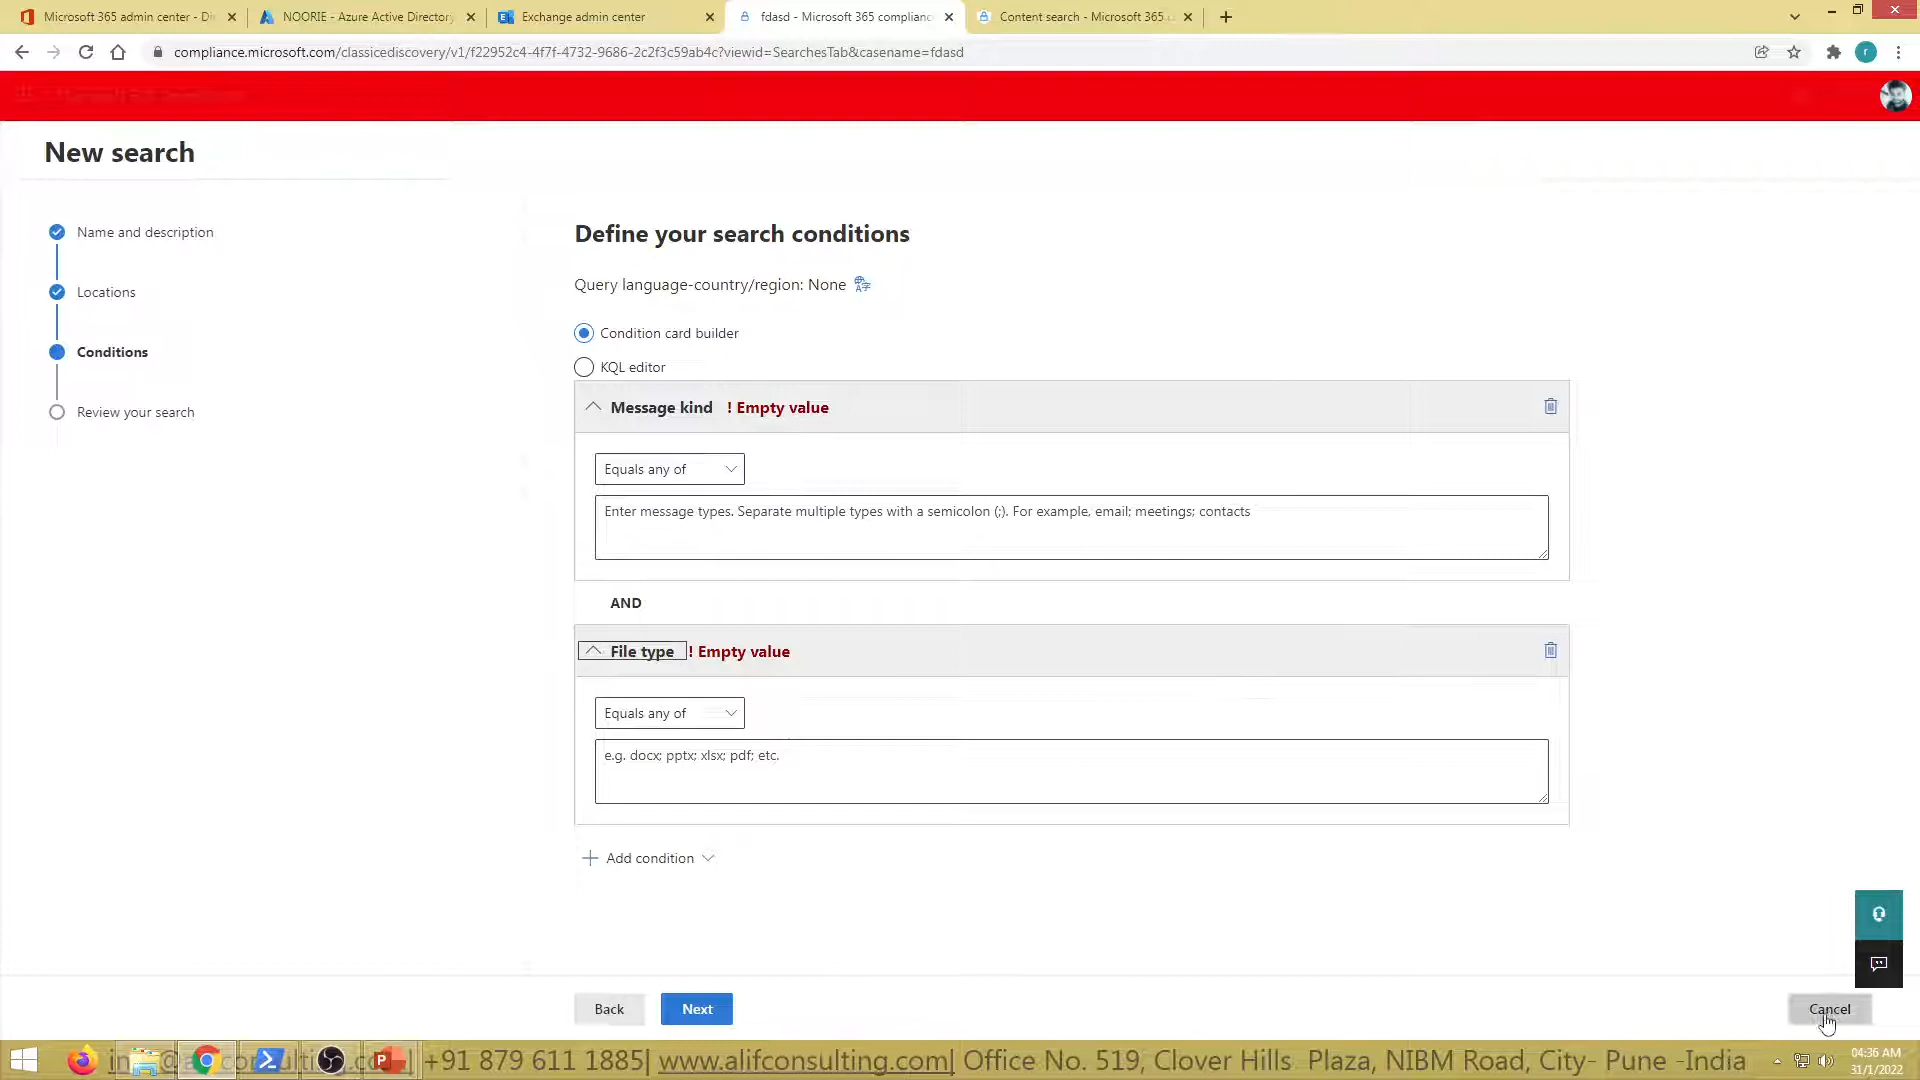 Microsoft 365 admin center - Di
NOORIE - Azure Active Directory
Exchange admin center
fdasd - Microsoft 365 complianc
Content search - Microsoft 365
compliance.microsoft.com/classicediscovery/v1/f22952c4-4f7f-4732-9686-2c2f3c59ab4c?viewid=SearchesTab&casename=fdasd
r
New search
Name and description
Locations
Conditions
Review your search
Define your search conditions
Query language-country/region: None
Condition card builder
KQL editor
Message kind ! Empty value
Equals any of
Enter message types. Separate multiple types with a semicolon (;). For example, email; meetings; contacts
AND
File type ! Empty value
Equals any of
e.g. docx; pptx; xlsx; pdf; etc.
Add condition
Back
Next
Cancel
+91 879 611 1885| www.alifconsulting.com| Office No. 519, Clover Hills Plaza, NIBM Road, City- Pune -India
04:36 AM
31/1/2022